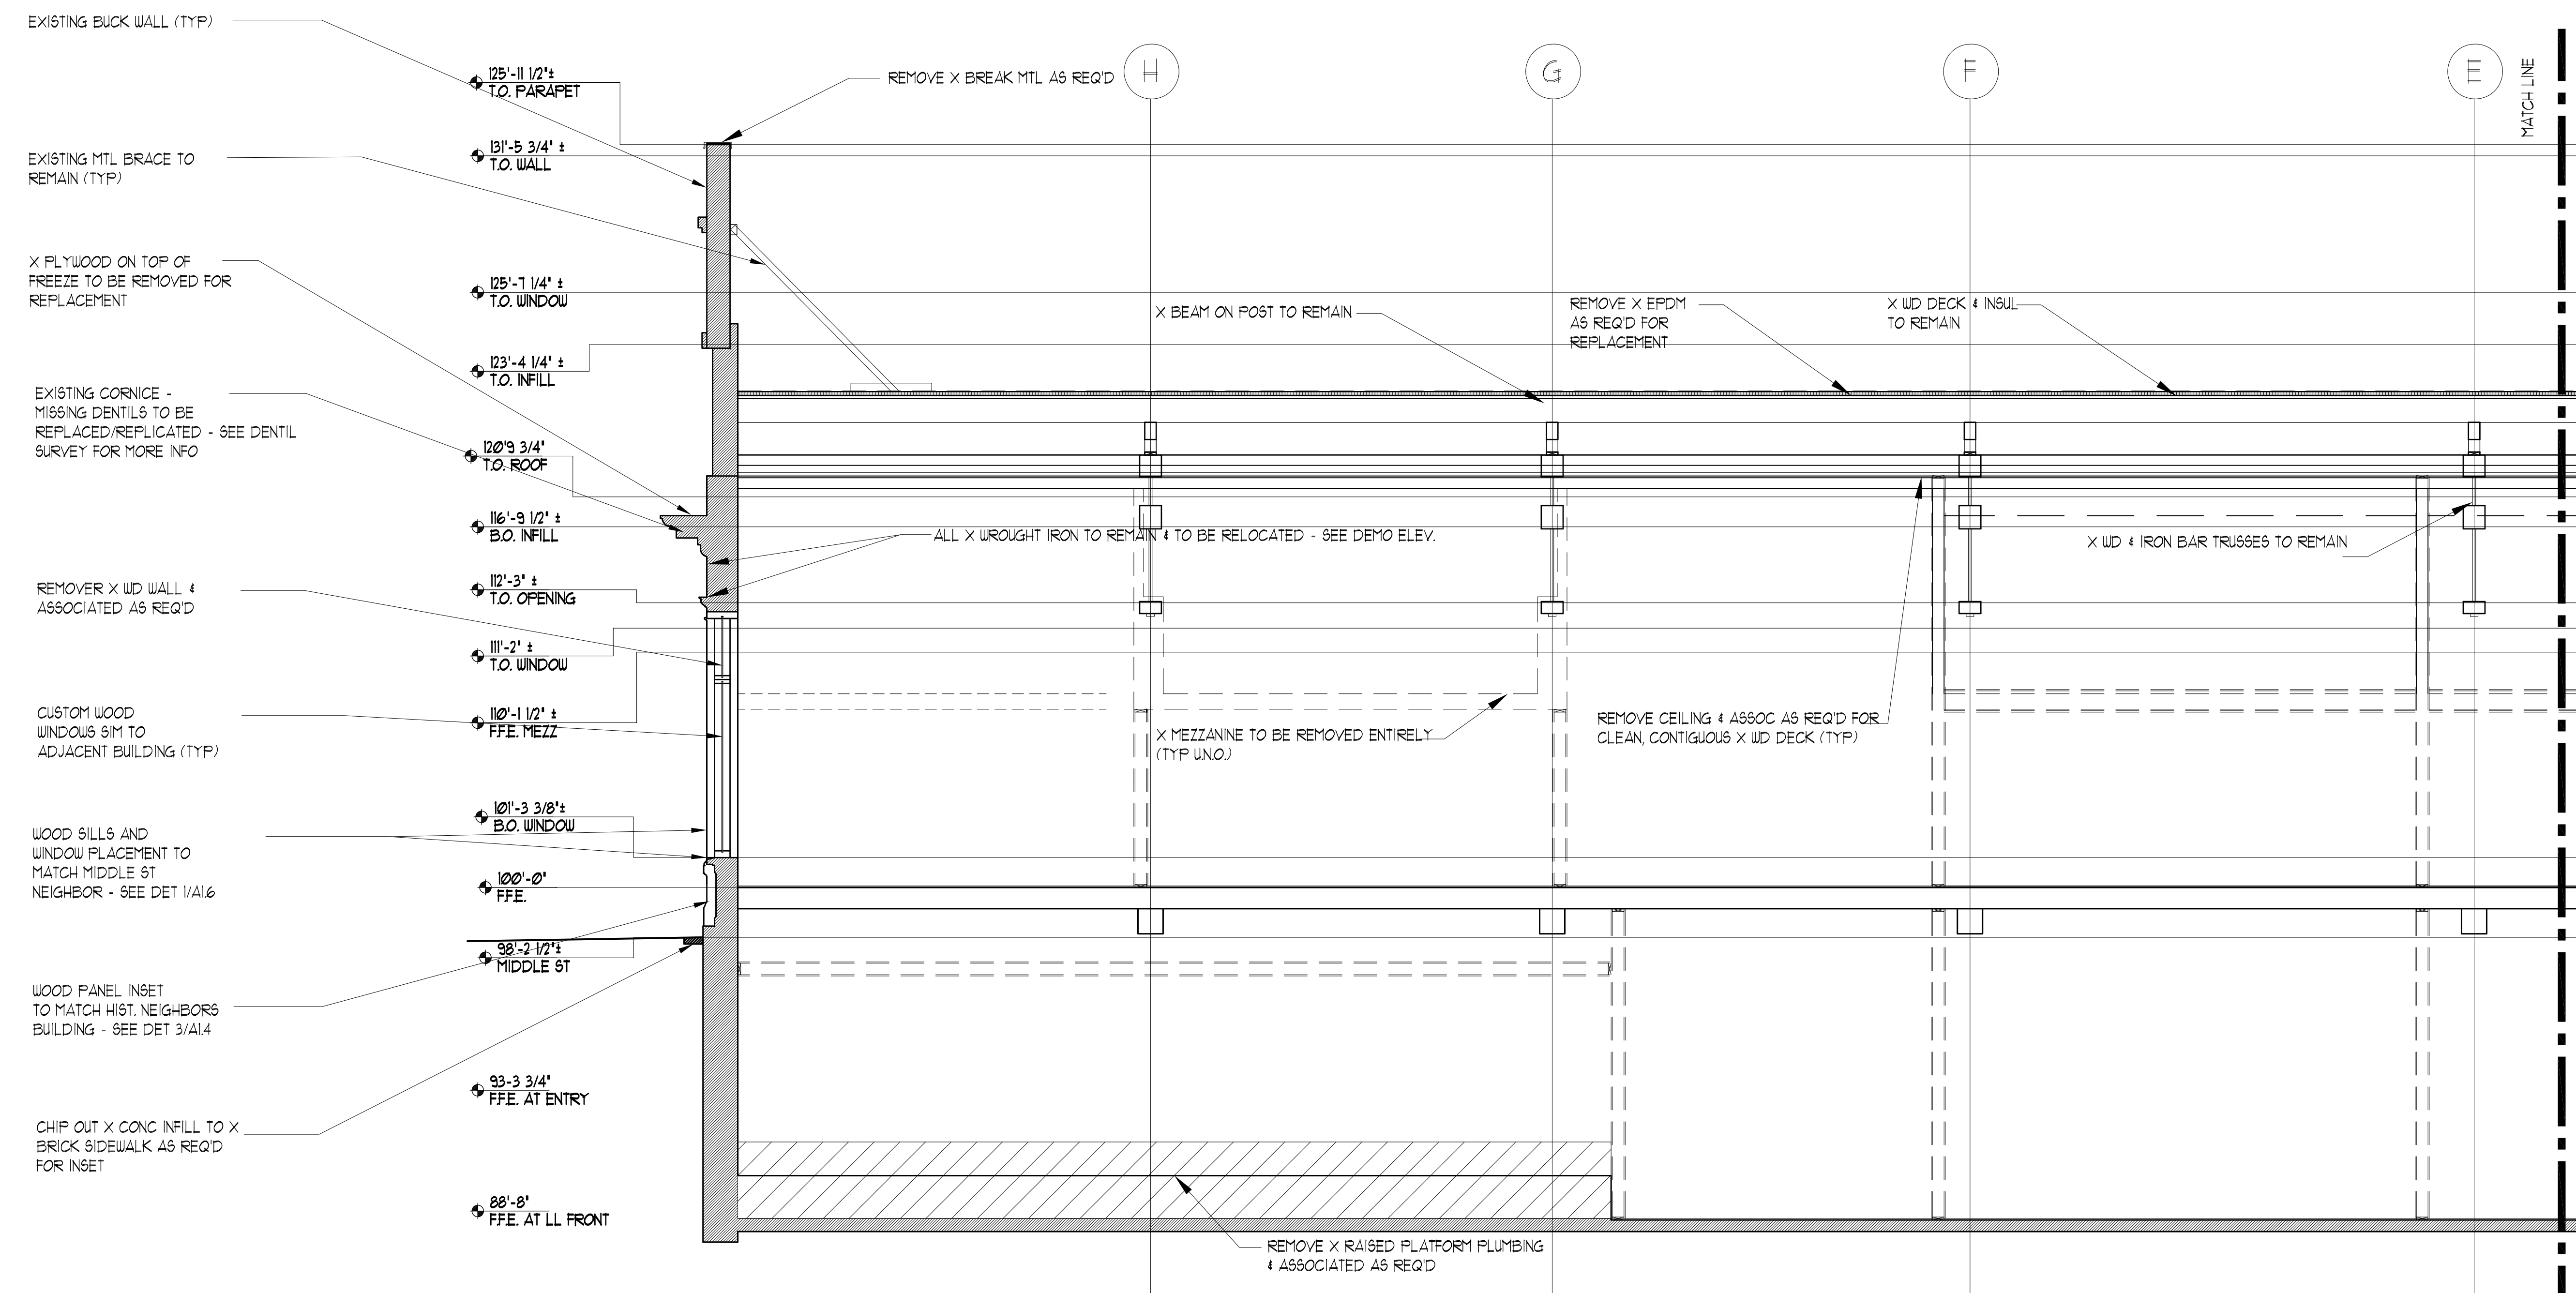 EXISTING BUCK WALL (TYP)
EXISTING MTL BRACE TO
REMAIN (TYP)
X PLYWOOD ON TOP OF
FREEZE TO BE REMOVED FOR
REPLACEMENT
EXISTING CORNICE -
MISSING DENTILS TO BE
REPLACED/REPLICATED - SEE DENTIL
SURVEY FOR MORE INFO
REMOVER X WD WALL &
ASSOCIATED AS REQ'D
CUSTOM WOOD
WINDOWS SIM TO
ADJACENT BUILDING (TYP)
WOOD SILLS AND
WINDOW PLACEMENT TO
MATCH MIDDLE ST
NEIGHBOR - SEE DET 1/A1.6
WOOD PANEL INSET
TO MATCH HIST. NEIGHBORS
BUILDING - SEE DET 3/A1.4
CHIP OUT X CONC INFILL TO X
BRICK SIDEWALK AS REQ'D
FOR INSET
125'-11 1/2"±
T.O. PARAPET
131'-5 3/4" ±
T.O. WALL
125'-7 1/4" ±
T.O. WINDOW
123'-4 1/4" ±
T.O. INFILL
120'9 3/4"
T.O. ROOF
116'-9 1/2" ±
B.O. INFILL
112'-3" ±
T.O. OPENING
111'-2" ±
T.O. WINDOW
110'-1 1/2" ±
F.F.E. MEZZ
101'-3 3/8"±
B.O. WINDOW
100'-0"
F.F.E.
98'-2 1/2"±
MIDDLE ST
93-3 3/4"
F.F.E. AT ENTRY
88'-8"
F.F.E. AT LL FRONT
REMOVE X BREAK MTL AS REQ'D
H
G
F
E
MATCH LINE
X BEAM ON POST TO REMAIN
REMOVE X EPDM
AS REQ'D FOR
REPLACEMENT
X WD DECK & INSUL
TO REMAIN
ALL X WROUGHT IRON TO REMAIN & TO BE RELOCATED - SEE DEMO ELEV.
X WD & IRON BAR TRUSSES TO REMAIN
X MEZZANINE TO BE REMOVED ENTIRELY
(TYP U.N.O.)
REMOVE CEILING & ASSOC AS REQ'D FOR
CLEAN, CONTIGUOUS X WD DECK (TYP)
REMOVE X RAISED PLATFORM PLUMBING
& ASSOCIATED AS REQ'D